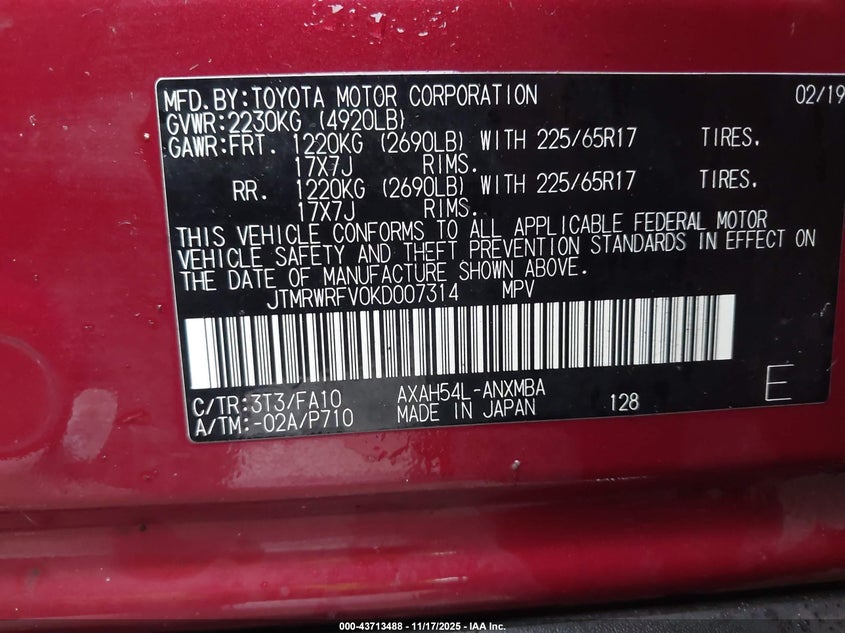 MFD.BY:TOYOTA MOTOR CORPORATION 02/19
GVWR:2230KG (4920LB)
GAWR:FRT. 1220KG (2690LB) WITH 225/65R17 TIRES.
17X7J RIMS.
RR. 1220KG (2690LB) WITH 225/65R17 TIRES.
17X7J RIMS.
THIS VEHICLE CONFORMS TO ALL APPLICABLE FEDERAL MOTOR
VEHICLE SAFETY AND THEFT PREVENTION STANDARDS IN EFFECT ON
THE DATE OF MANUFACTURE SHOWN ABOVE.
JTMRWRFV0KD007314 MPV
C/TR:3T3/FA10 AXAH54L-ANXMBA E
A/TM:-02A/P710 MADE IN JAPAN 128
000-43713488 - 11/17/2025 - IAA Inc.